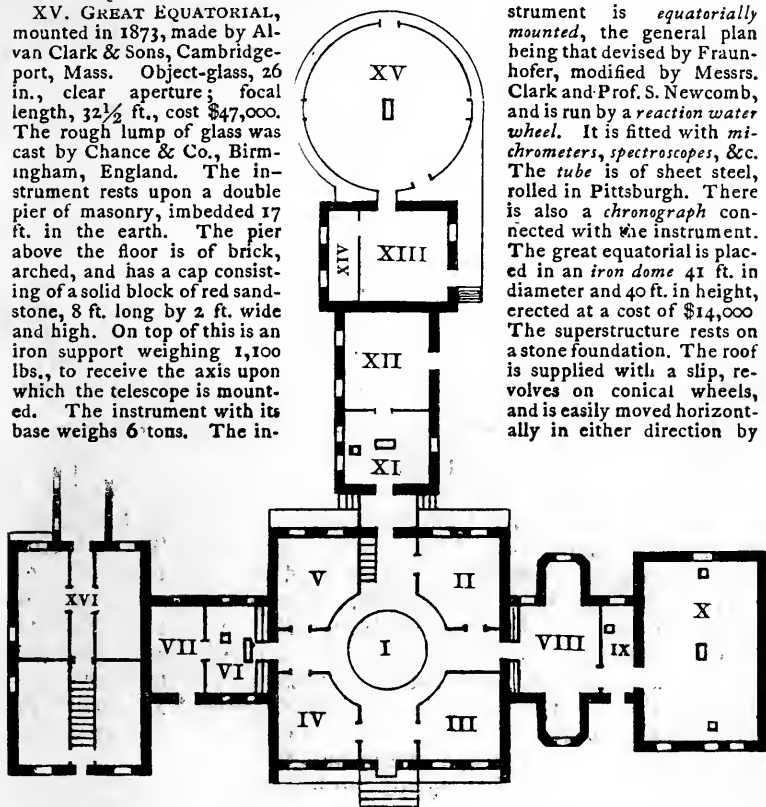 XV. GREAT EQUATORIAL,
mounted in 1873, made by Al-
van Clark & Sons, Cambridge-
port, Mass. Object-glass, 26
in., clear aperture; focal
length, 32½ ft., cost $47,000.
The rough lump of glass was
cast by Chance & Co., Birm-
ingham, England. The in-
strument rests upon a double
pier of masonry, imbedded 17
ft. in the earth. The pier
above the floor is of brick,
arched, and has a cap consist-
ing of a solid block of red sand-
stone, 8 ft. long by 2 ft. wide
and high. On top of this is an
iron support weighing 1,100
lbs., to receive the axis upon
which the telescope is mount-
ed. The instrument with its
base weighs 6 tons. The in-
strument is equatorially
mounted, the general plan
being that devised by Fraun-
hofer, modified by Messrs.
Clark and Prof. S. Newcomb,
and is run by a reaction water
wheel. It is fitted with mi-
chrometers, spectroscopes, &c.
The tube is of sheet steel,
rolled in Pittsburgh. There
is also a chronograph con-
nected with the instrument.
The great equatorial is plac-
ed in an iron dome 41 ft. in
diameter and 40 ft. in height,
erected at a cost of $14,000
The superstructure rests on
a stone foundation. The roof
is supplied with a slip, re-
volves on conical wheels,
and is easily moved horizont-
ally in either direction by
XV
XIV
XIII
XII
XI
XVI
V
II
X
VII
VI
I
VIII
IX
IV
III